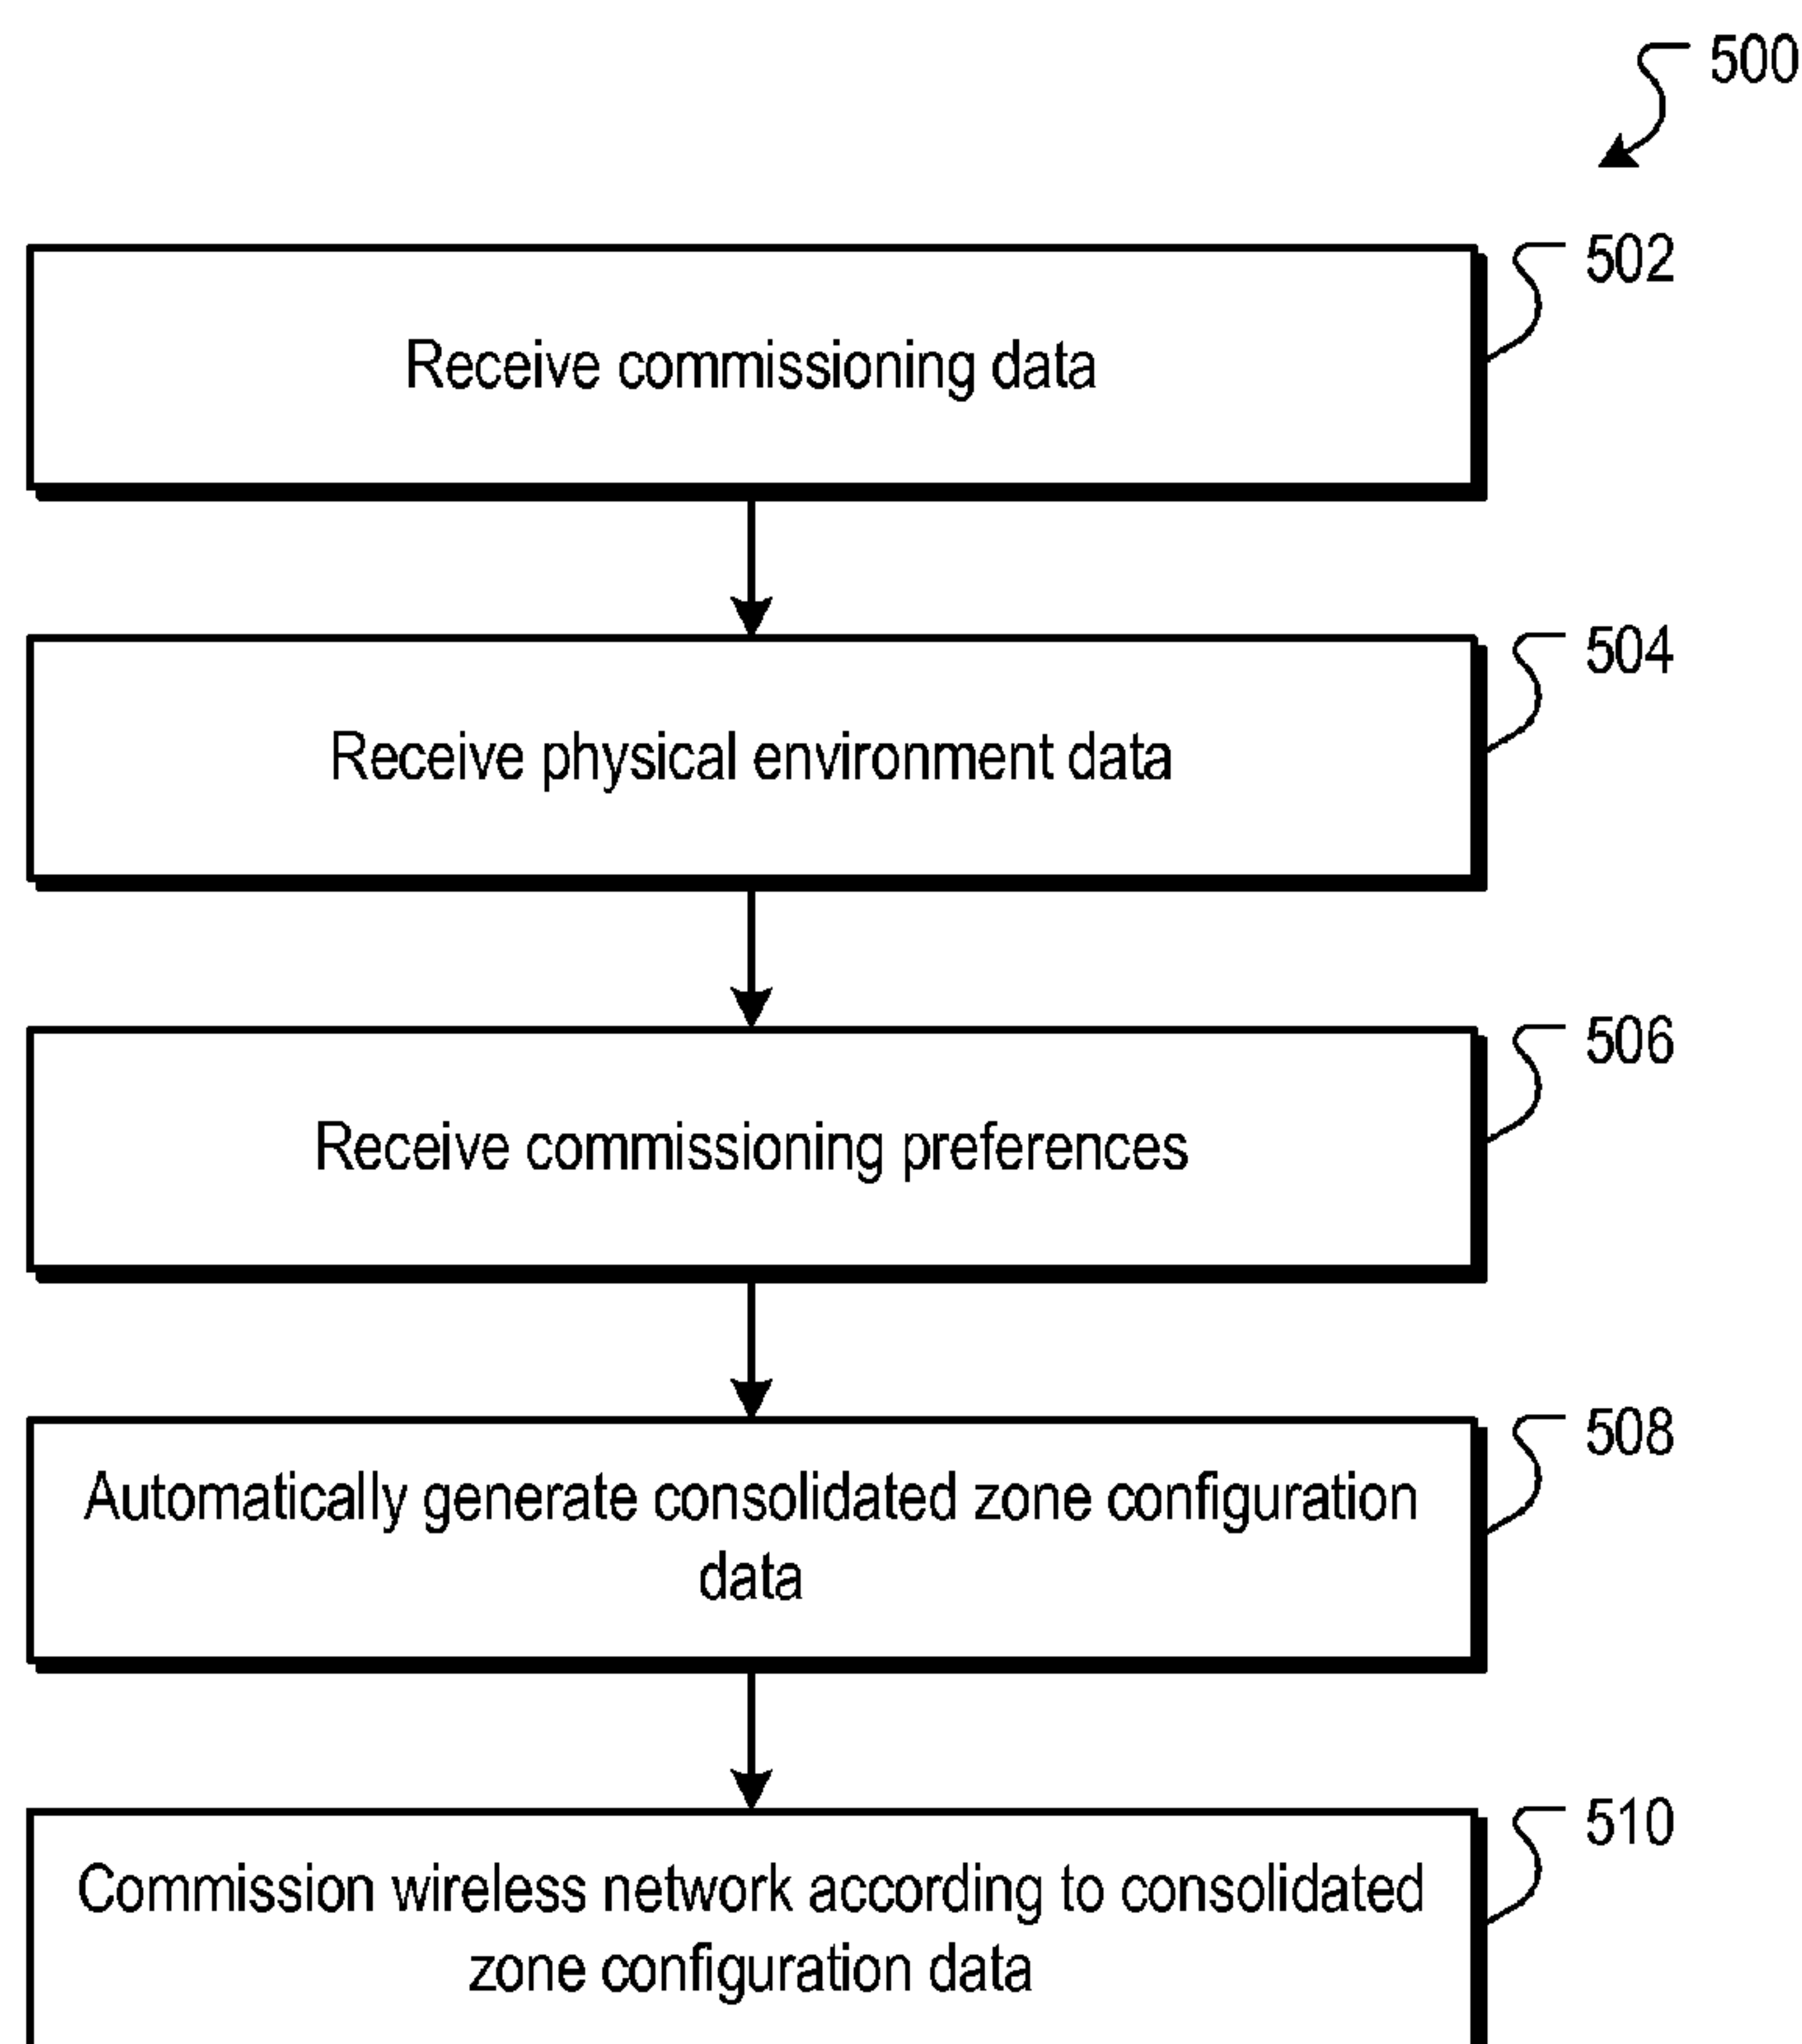 500
502
Receive commissioning data
504
Receive physical environment data
506
Receive commissioning preferences
508
Automatically generate consolidated zone configuration
data
510
Commission wireless network according to consolidated
zone configuration data